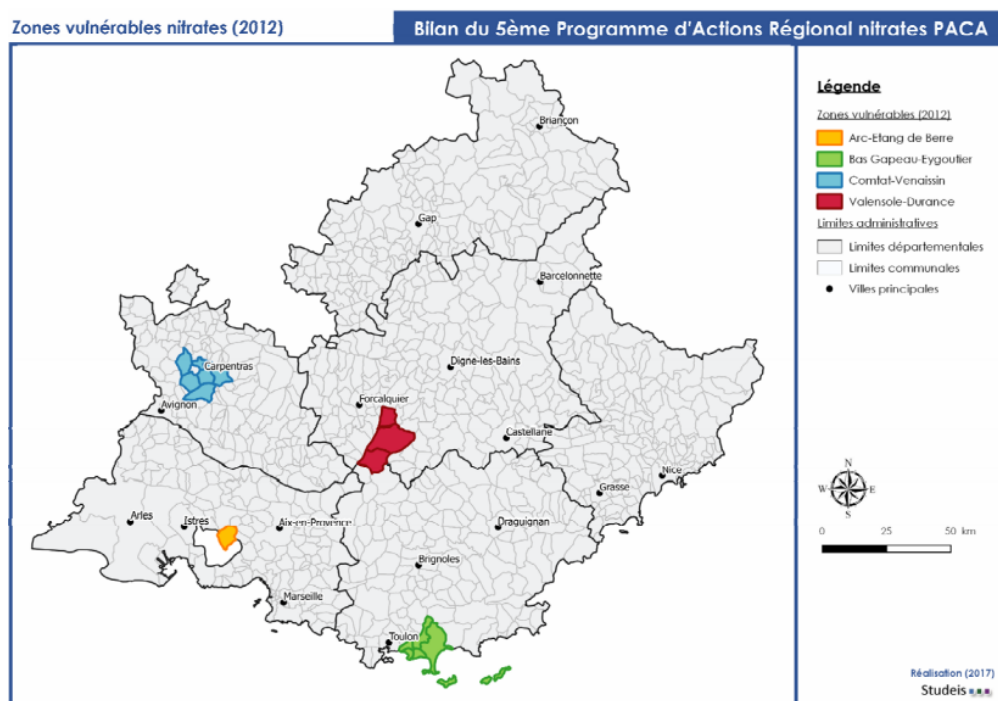 Zones vulnérables nitrates (2012)
Bilan du 5ème Programme d'Actions Régional nitrates PACA
Légende
Zones vulnérables (2012)
Arc-Etang de Berre
Bas Gapeau-Eygoutier
Comtat-Venaissin
Valensole-Durance
Limites administratives
Limites départementales
Limites communales
Villes principales
Briançon
Gap
Barcelonnette
Carpentras
Digne-les-Bains
Avignon
Forcalquier
Castellane
Nice
Grasse
Arles
Istres
Aix-en-Provence
Draguignan
Brignoles
Marseille
Toulon
N
W E
S
0 25 50 km
Réalisation (2017)
Studeis